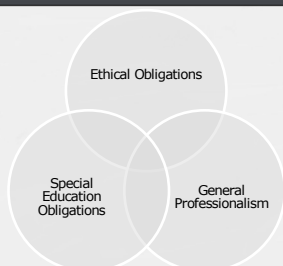 Ethical Obligations
Special
Education
Obligations
General
Professionalism